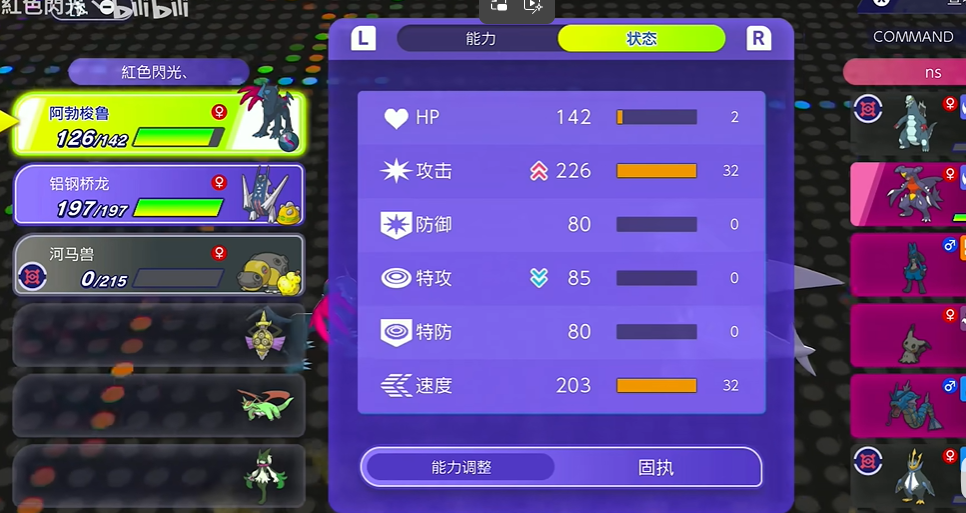 紅色閃光、
bilibili
L
能力
状态
R
COMMAND
紅色閃光、
ns
阿勃梭鲁
126/142
铝钢桥龙
197/197
河马兽
0/215
HP 142 2
攻击 226 32
防御 80 0
特攻 85 0
特防 80 0
速度 203 32
能力调整
固执